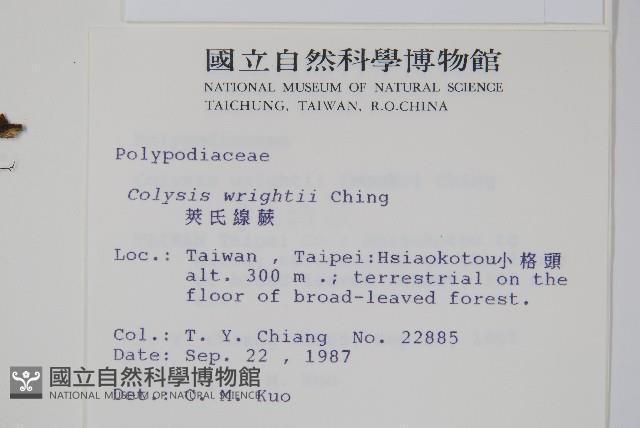 國立自然科學博物館
NATIONAL MUSEUM OF NATURAL SCIENCE
TAICHUNG, TAIWAN, R.O.CHINA
Polypodiaceae
Colysis wrightii Ching
萊氏線蕨
Loc.: Taiwan , Taipei:Hsiaokotou小格頭
alt. 300 m .; terrestrial on the
floor of broad-leaved forest.
Col.: T. Y. Chiang No. 22885
Date: Sep. 22 , 1987
國立自然科學博物館
NATIONAL MUSEUM OF NATURAL SCIENCE
Det.: C. M. Kuo